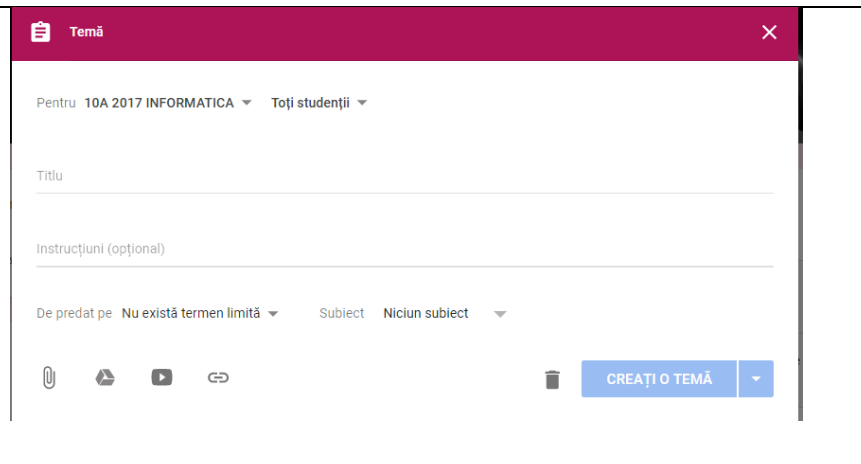 Temă
Pentru 10A 2017 INFORMATICA Toți studenții
Titlu
Instrucțiuni (opțional)
De predat pe Nu există termen limită Subiect Niciun subiect
CREAȚI O TEMĂ